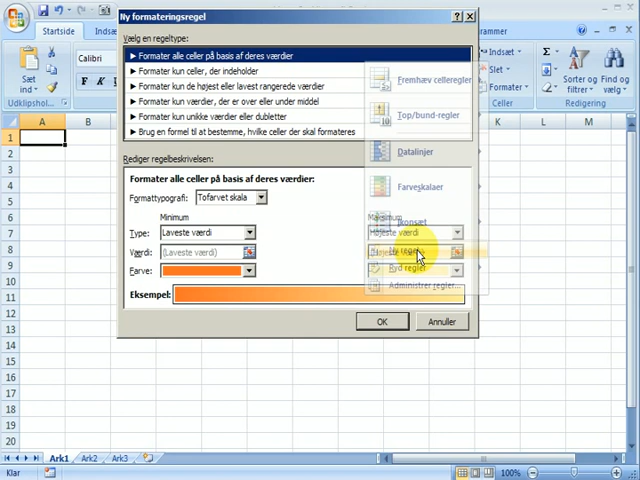 Ny formateringsregel
Vælg en regeltype:
► Formater alle celler på basis af deres værdier
► Formater kun celler, der indeholder
► Formater kun de højest eller lavest rangerede værdier
► Formater kun værdier, der er over eller under middel
► Formater kun unikke værdier eller dubletter
► Brug en formel til at bestemme, hvilke celler der skal formateres
Rediger regelbeskrivelsen:
Formater alle celler på basis af deres værdier:
Formattypografi: Tofarvet skala
Minimum Maksimum
Type: Laveste værdi Højeste værdi
Værdi: (Laveste værdi) (Højeste værdi)
Farve:
Eksempel:
OK Annuller
Fremhæv celleregler
Top/bund-regler
Datalinjer
Farveskalaer
Ikonsæt
Ny regel
Ryd regler
Administrer regler...
Startside
Calibri
F K
Sæt
ind
Udklipshol...
Indsæt
Slet
Σ
Sorter og
filtrer
Søg og
vælg
Celler
A B K L M
1
2
3
4
5
6
7
8
9
10
11
12
13
14
15
16
17
18
19
20
Ark1 Ark2 Ark3
Klar 100%